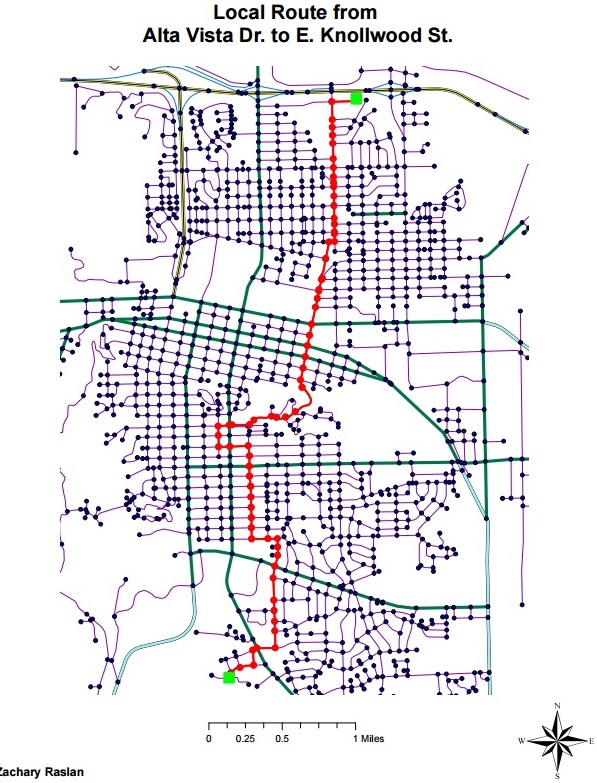 Local Route from
Alta Vista Dr. to E. Knollwood St.
0 0.25 0.5 1 Miles
N
W E
S
Zachary Raslan